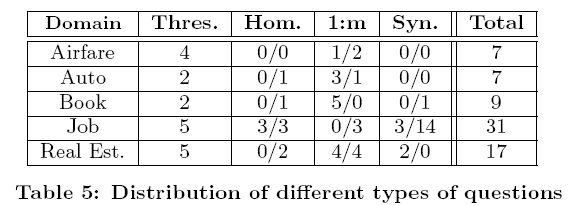 Domain Thres. Hom. 1:m Syn. Total
Airfare 4 0/0 1/2 0/0 7
Auto 2 0/1 3/1 0/0 7
Book 2 0/1 5/0 0/1 9
Job 5 3/3 0/3 3/14 31
Real Est. 5 0/2 4/4 2/0 17
Table 5: Distribution of different types of questions